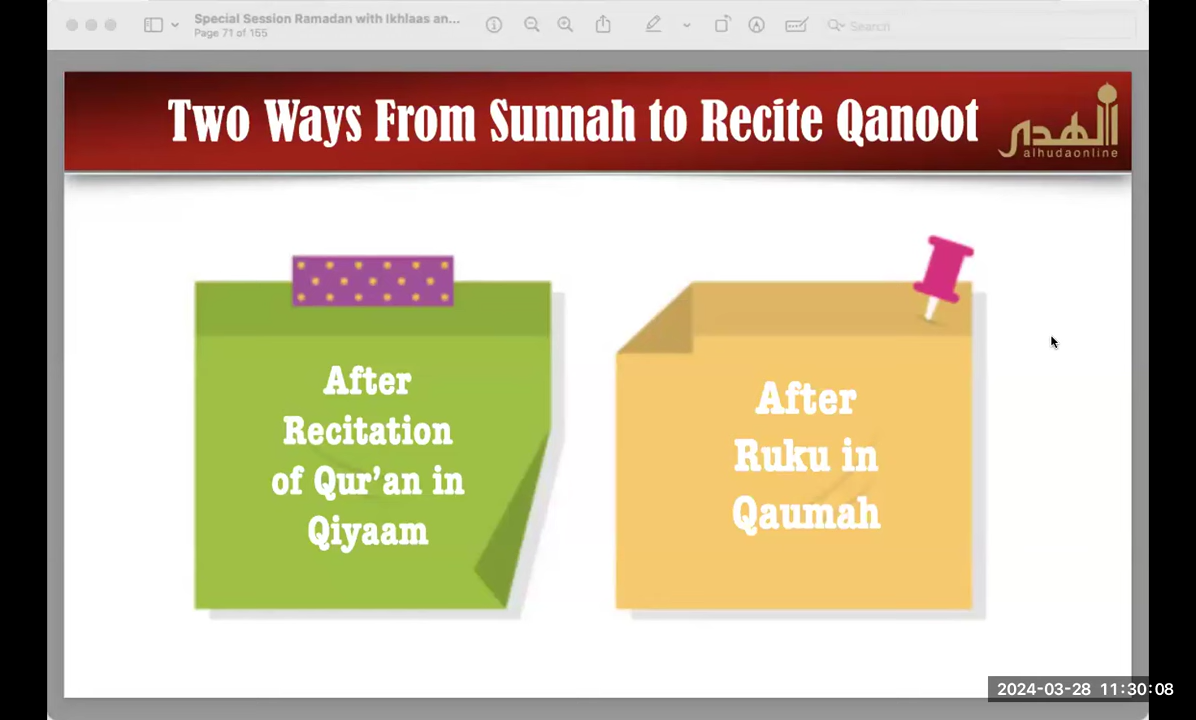 Special Session Ramadan with Ikhlaas an...
Page 71 of 155
Search
Two Ways From Sunnah to Recite Qanoot
الهدى
alhudaonline
After
Recitation
of Qur'an in
Qiyaam
After
Ruku in
Qaumah
2024-03-28 11:30:08